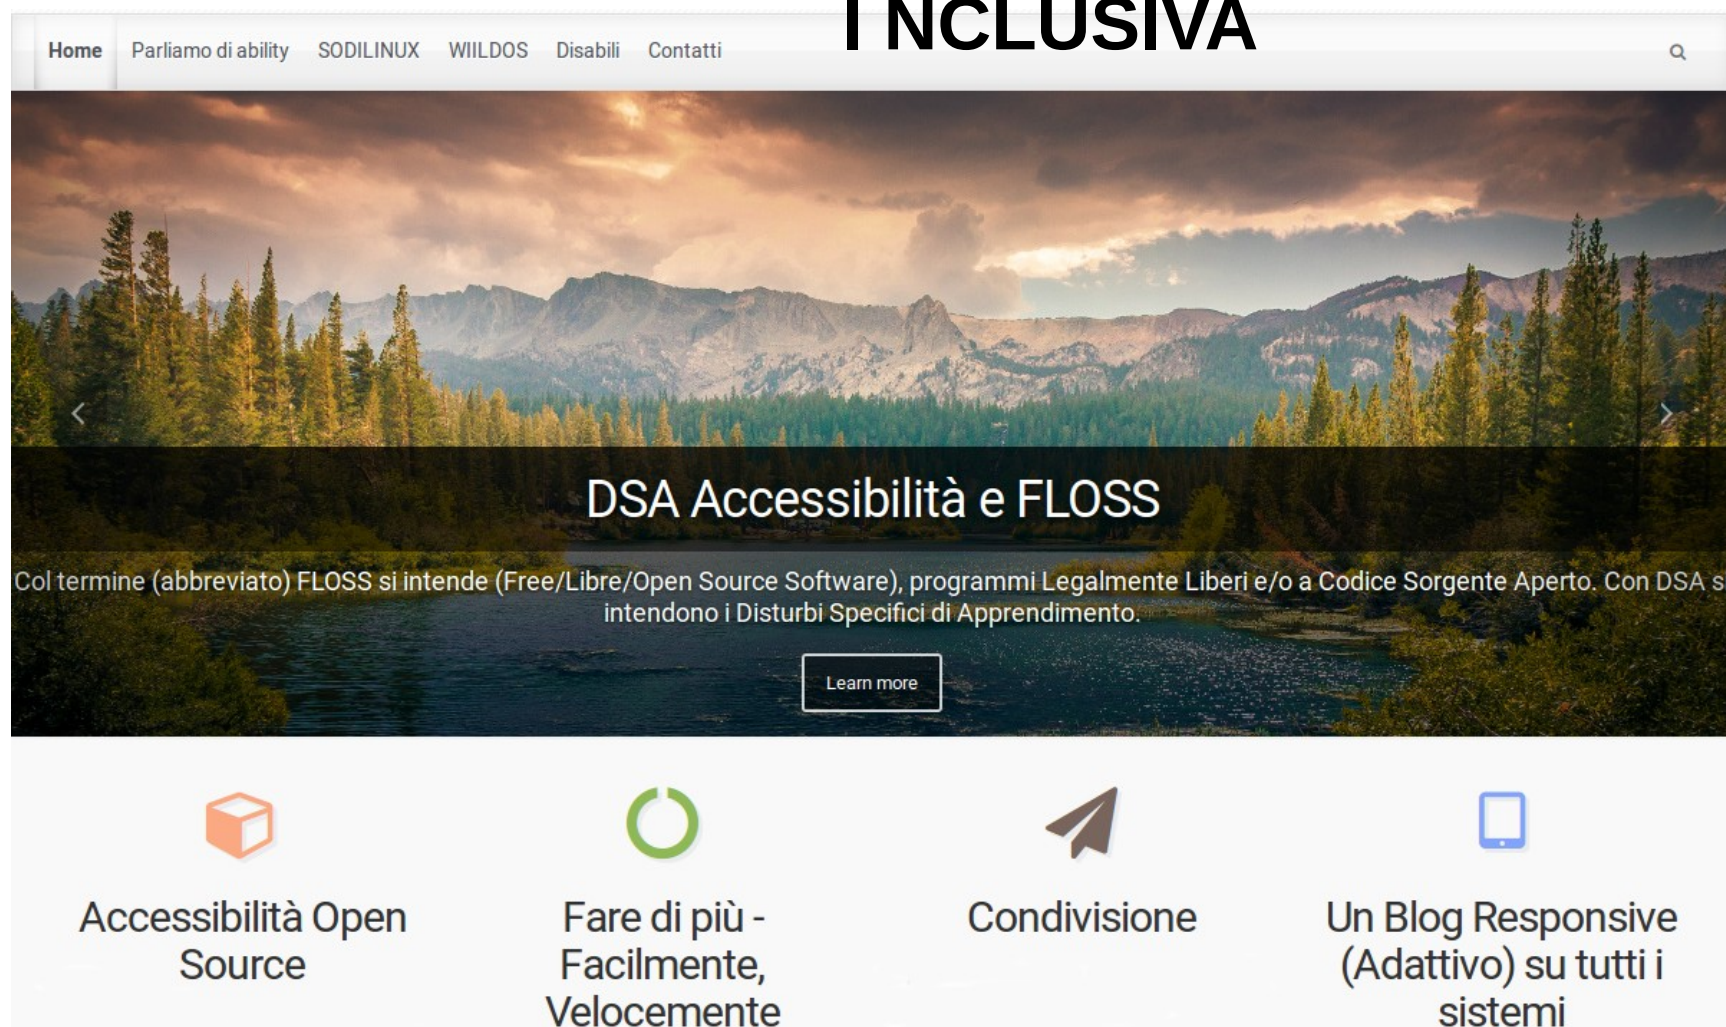 I NCLUSIVA
Home Parliamo di ability SODILINUX WIILDOS Disabili Contatti
DSA Accessibilità e FLOSS
Col termine (abbreviato) FLOSS si intende (Free/Libre/Open Source Software), programmi Legalmente Liberi e/o a Codice Sorgente Aperto. Con DSA s
intendono i Disturbi Specifici di Apprendimento.
Learn more
Accessibilità Open
Source
Fare di più -
Facilmente,
Velocemente
Condivisione
Un Blog Responsive
(Adattivo) su tutti i
sistemi